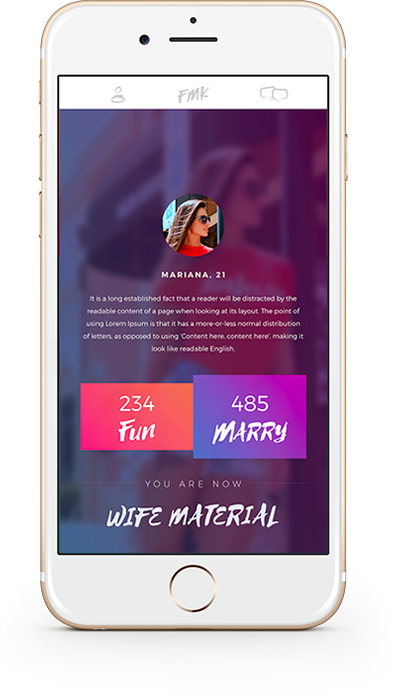 FMK
MARIANA, 21
It is a long established fact that a reader will be distracted by the
readable content of a page when looking at its layout. The point of
using Lorem Ipsum is that it has a more-or-less normal distribution
of letters, as opposed to using 'Content here, content here', making it
look like readable English.
234 485
Fun MARRY
YOU ARE NOW
WIFE MATERIAL